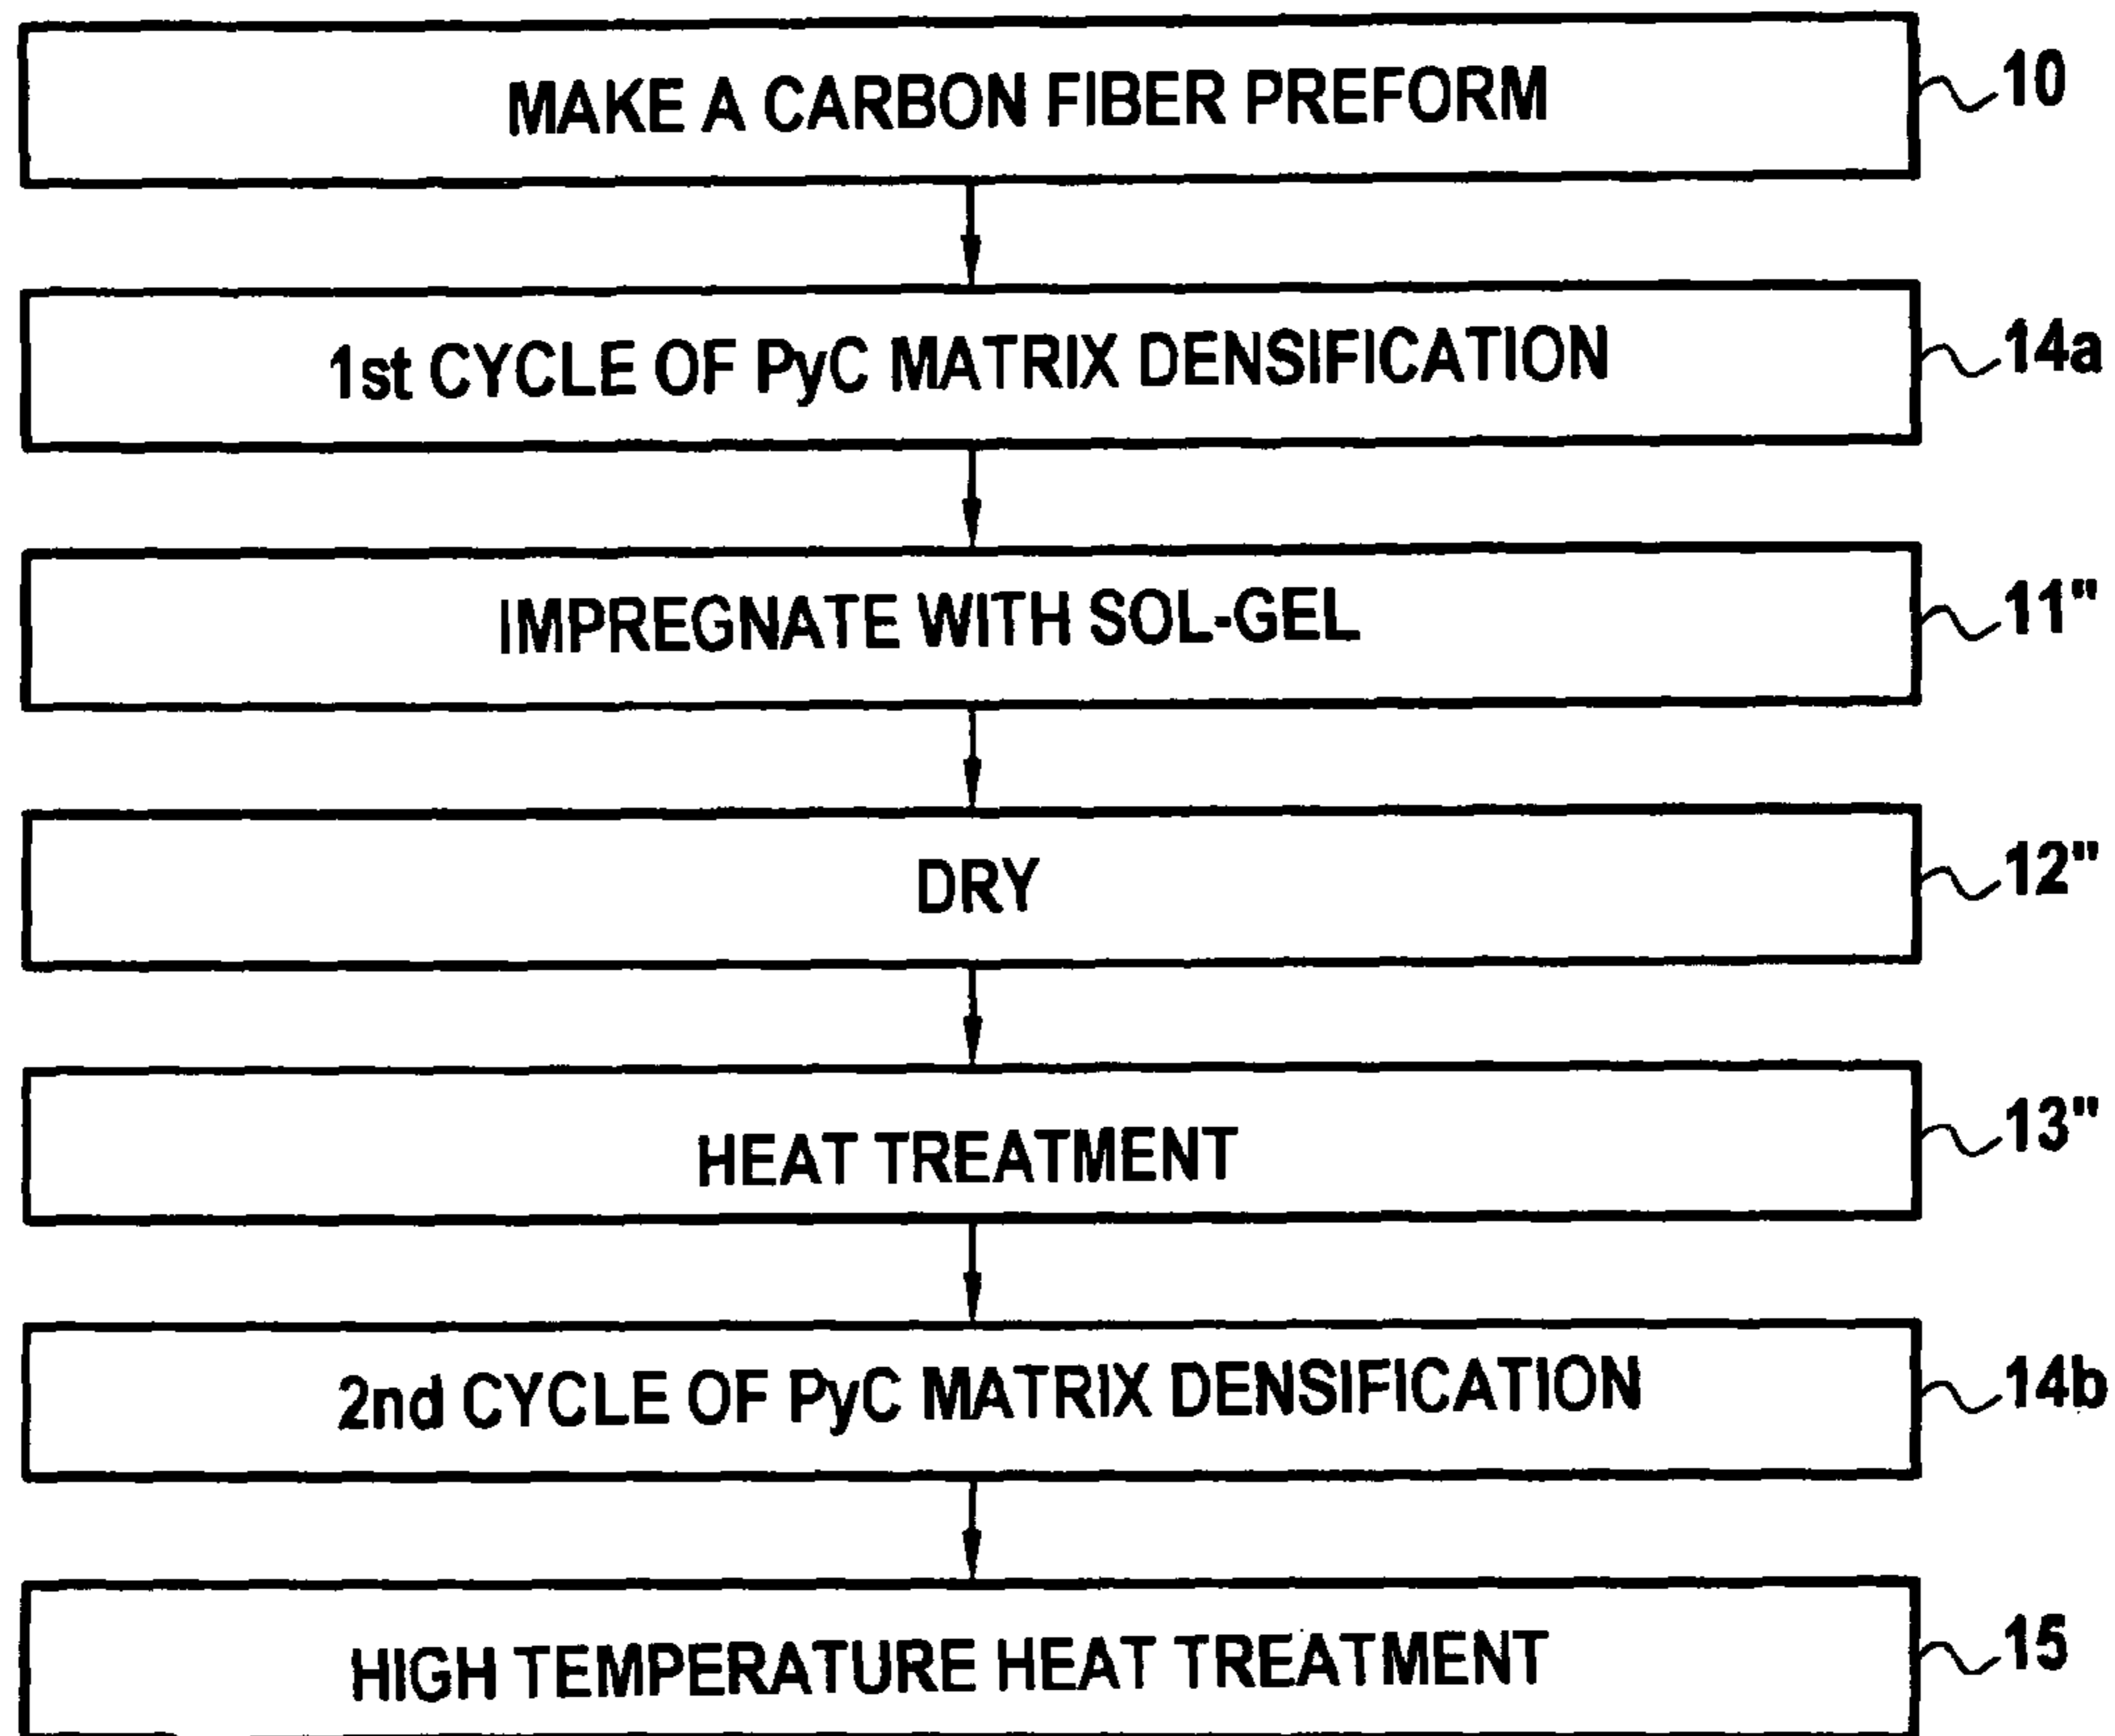 MAKE A CARBON FIBER PREFORM 10
1st CYCLE OF PyC MATRIX DENSIFICATION 14a
IMPREGNATE WITH SOL-GEL 11"
DRY 12"
HEAT TREATMENT 13"
2nd CYCLE OF PyC MATRIX DENSIFICATION 14b
HIGH TEMPERATURE HEAT TREATMENT 15